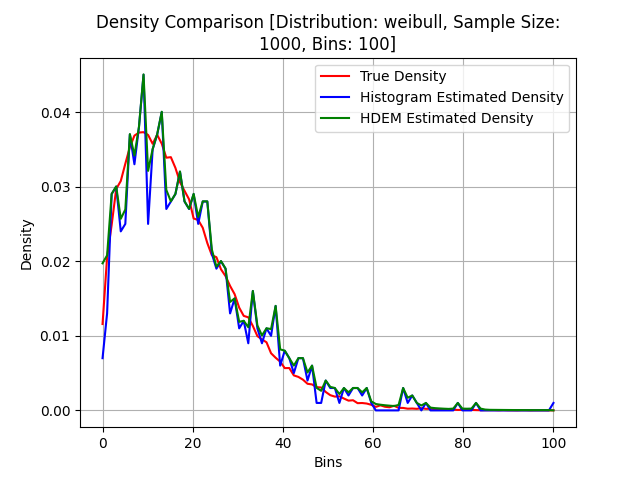 Density Comparison [Distribution: weibull, Sample Size:
1000, Bins: 100]
True Density
Histogram Estimated Density
HDEM Estimated Density
Density
0.04
0.03
0.02
0.01
0.00
0 20 40 60 80 100
Bins